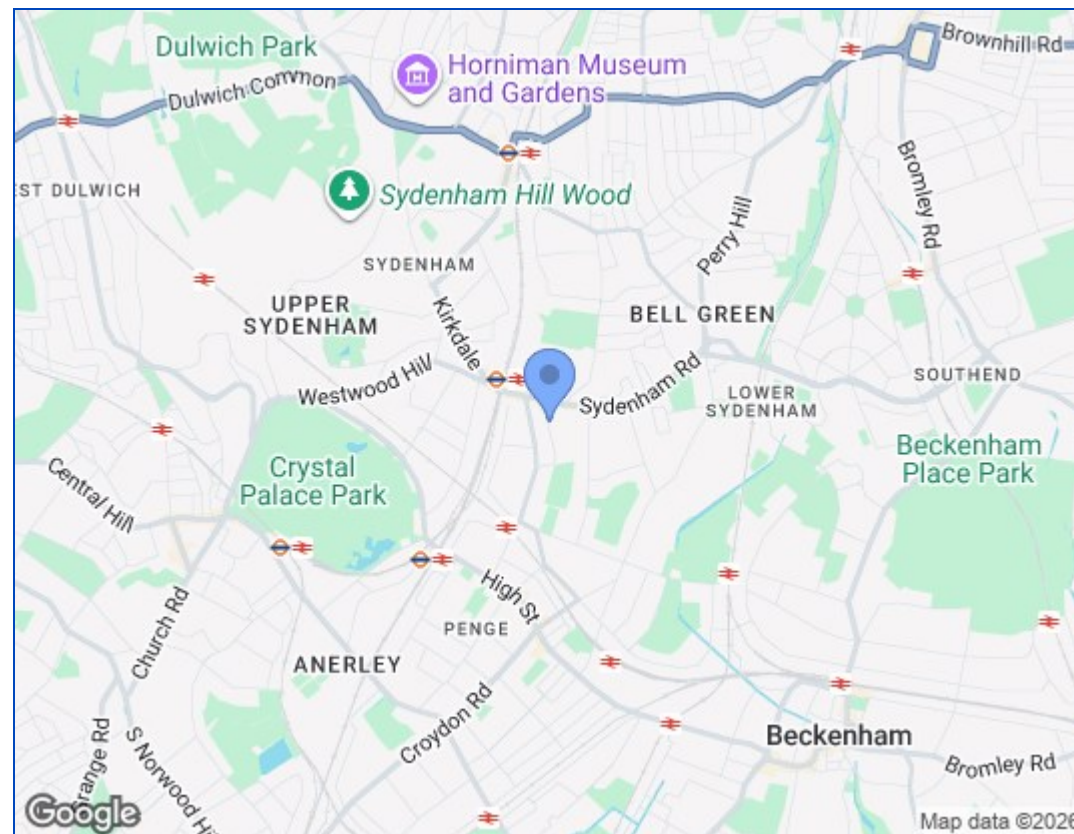 Dulwich Park
Brownhill Rd
Horniman Museum
and Gardens
Dulwich Common
EST DULWICH
Sydenham Hill Wood
Bromley Rd
Perry Hill
SYDENHAM
UPPER
SYDENHAM
Kirkdale
BELL GREEN
Westwood Hill
Sydenham Rd
SOUTHEND
LOWER
SYDENHAM
Beckenham
Place Park
Crystal
Palace Park
Central Hill
High St
Church Rd
PENGE
ANERLEY
Croydon Rd
Beckenham
Bromley Rd
S Norwood Hi
Grange Rd
Google
Map data ©2026